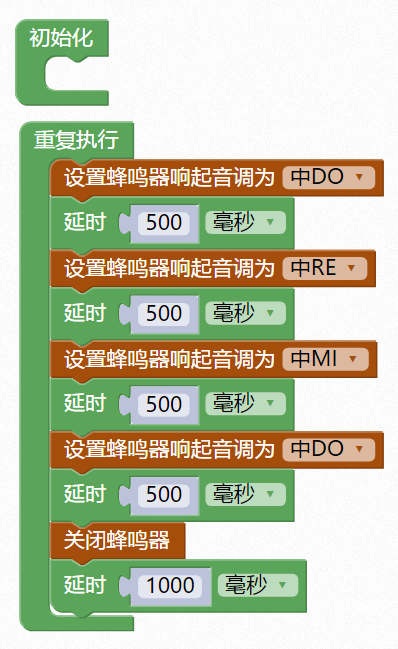 初始化
重复执行
设置蜂鸣器响起音调为 中DO
延时 500 毫秒
设置蜂鸣器响起音调为 中RE
延时 500 毫秒
设置蜂鸣器响起音调为 中MI
延时 500 毫秒
设置蜂鸣器响起音调为 中DO
延时 500 毫秒
关闭蜂鸣器
延时 1000 毫秒